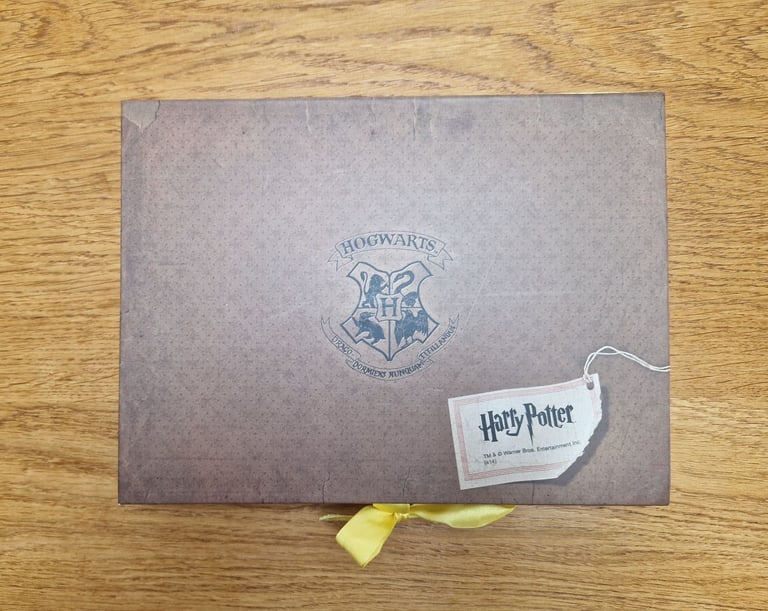 HOGWARTS
H
DRACO DORMIENS NUNQUAM TITILLANDUS
Harry Potter
TM & © Warner Bros. Entertainment Inc.
(s14)